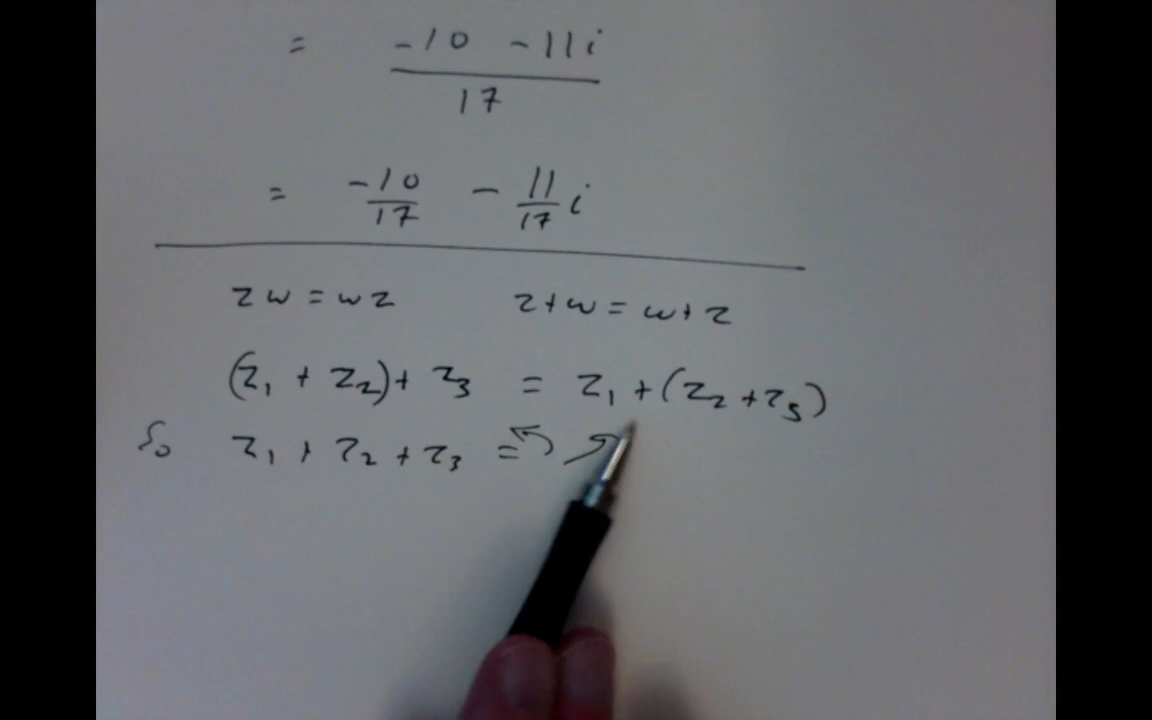 = -10 - 11i
17
= -10/17 - 11/17 i
zw = wz z+w = w+z
(z₁ + z₂) + z₃ = z₁ + (z₂ + z₃)
So z₁ + z₂ + z₃ =